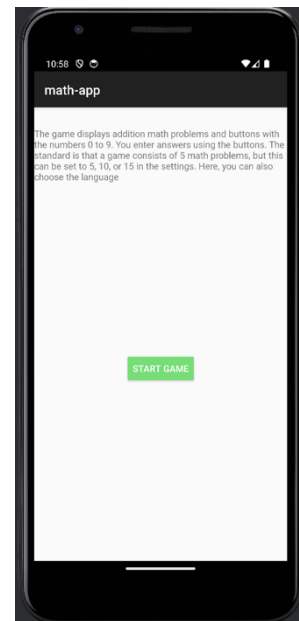 10:58
math-app
The game displays addition math problems and buttons with
the numbers 0 to 9. You enter answers using the buttons. The
standard is that a game consists of 5 math problems, but this
can be set to 5, 10, or 15 in the settings. Here, you can also
choose the language
START GAME